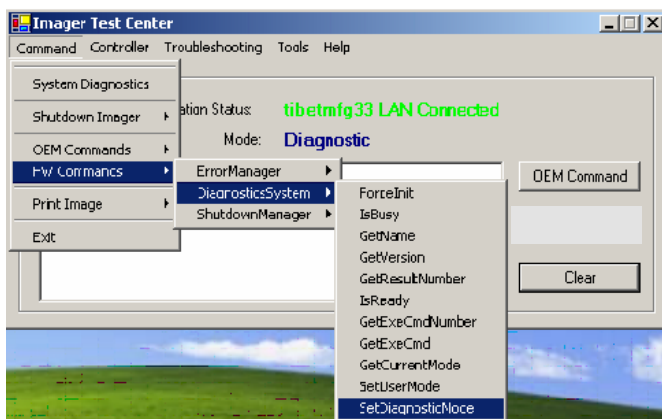 Imager Test Center
Command Controller Troubleshooting Tools Help
System Diagnostics
Shutdown Imager
OEM Commands
FW Commands
Print Image
Exit
ation Status: tibetmfg33 LAN Connected
Mode: Diagnostic
OEM Command
Clear
ErrorManager
DiagnosticsSystem
ShutdownManager
ForceInit
IsBusy
GetName
GetVersion
GetResultNumber
IsReady
GetExeCmdNumber
GetExeCmd
GetCurrentMode
SetUserMode
SetDiagnosticMode